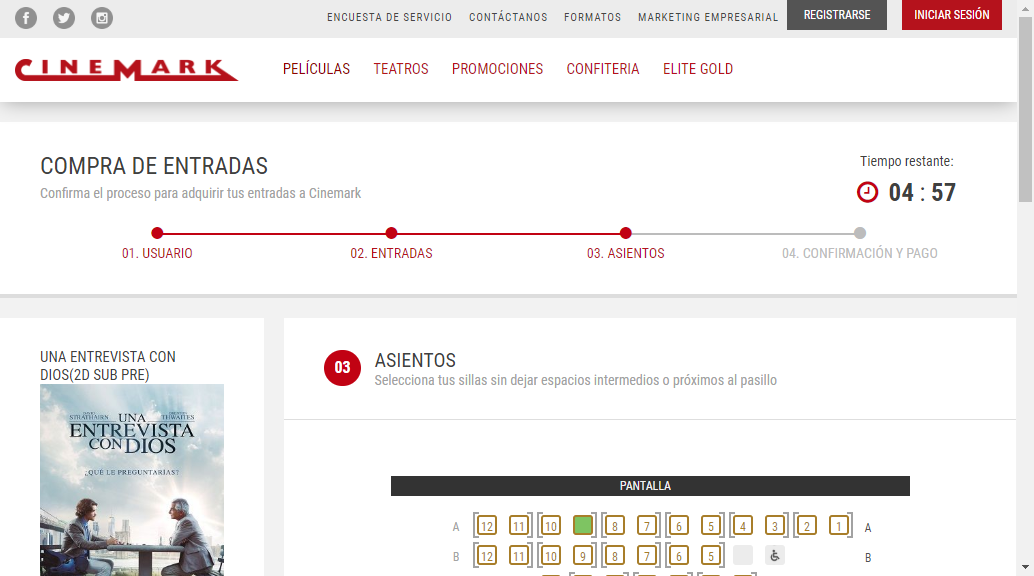 ENCUESTA DE SERVICIO CONTÁCTANOS FORMATOS MARKETING EMPRESARIAL REGISTRARSE INICIAR SESIÓN
CINEMARK PELÍCULAS TEATROS PROMOCIONES CONFITERIA ELITE GOLD
COMPRA DE ENTRADAS
Confirma el proceso para adquirir tus entradas a Cinemark
Tiempo restante:
04 : 57
01. USUARIO 02. ENTRADAS 03. ASIENTOS 04. CONFIRMACIÓN Y PAGO
UNA ENTREVISTA CON
DIOS(2D SUB PRE)
STRATHAIRN THWAITES
UNA
ENTREVISTA
CON DIOS
¿QUÉ LE PREGUNTARÍAS?
03 ASIENTOS
Selecciona tus sillas sin dejar espacios intermedios o próximos al pasillo
PANTALLA
A 12 11 10 8 7 6 5 4 3 2 1 A
B 12 11 10 9 8 7 6 5 B